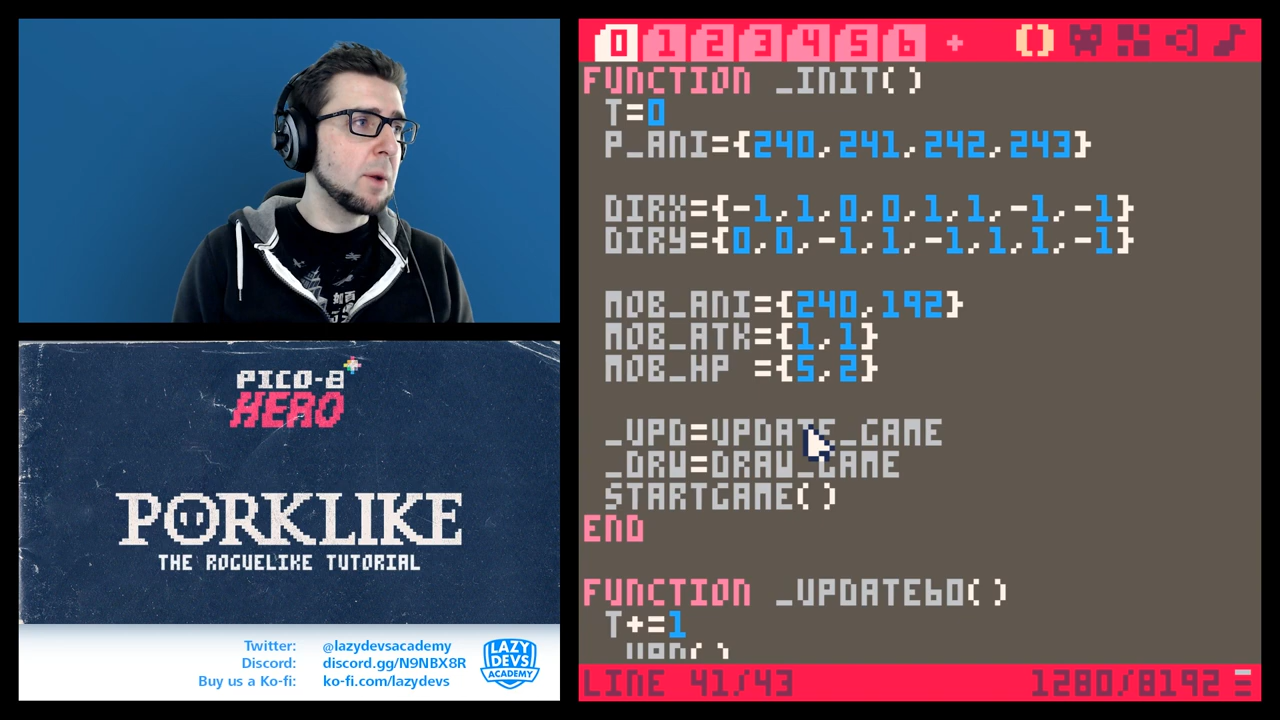 PICO-8
HERO
PORKLIKE
THE ROGUELIKE TUTORIAL
Twitter: @lazydevsacademy
Discord: discord.gg/N9NBX8R
Buy us a Ko-fi: ko-fi.com/lazydevs
LAZY
DEVS
ACADEMY
0 1 2 3 4 5 6 +
FUNCTION _INIT()
T=0
P_ANI={240,241,242,243}
DIRX={-1,1,0,0,1,1,-1,-1}
DIRY={0,0,-1,1,-1,1,1,-1}
MOB_ANI={240,192}
MOB_ATK={1,1}
MOB_HP ={5,2}
_UPD=UPDATE_GAME
_DRW=DRAW_GAME
STARTGAME()
END
FUNCTION _UPDATE60()
T+=1
LINE 41/43
1280/8192